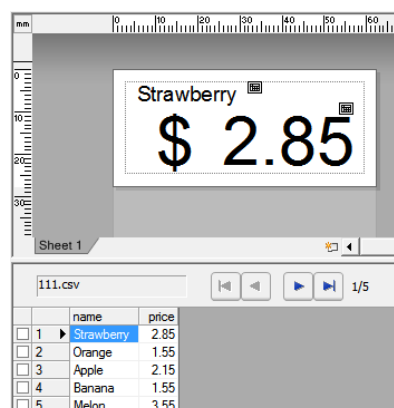 mm
0 10 20 30 40 50 60
0
10
20
30
Strawberry
$ 2.85
Sheet 1
111.csv
1/5
name price
1 Strawberry 2.85
2 Orange 1.55
3 Apple 2.15
4 Banana 1.55
5 Melon 3.55